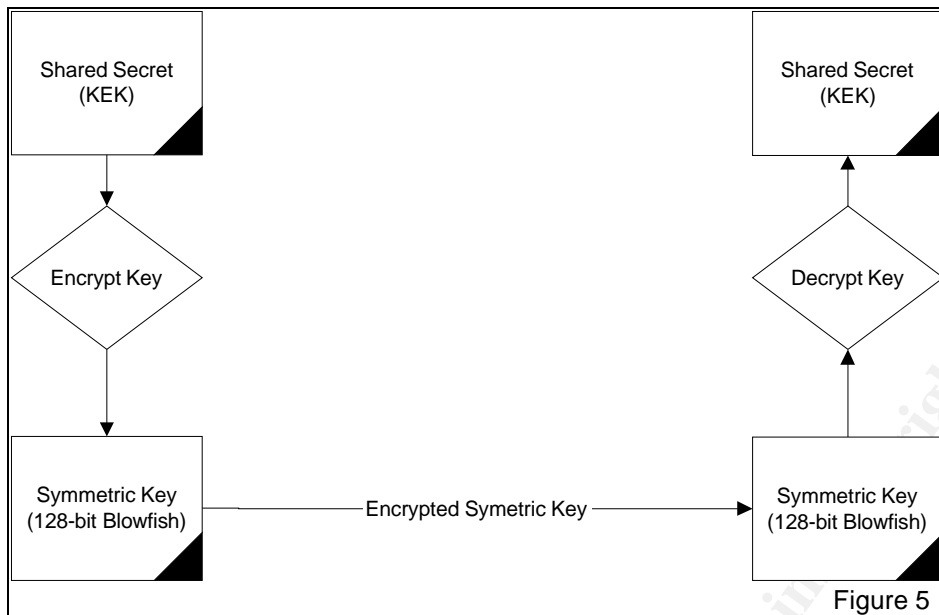 Shared Secret
(KEK)
Shared Secret
(KEK)
Encrypt Key
Decrypt Key
Symmetric Key
(128-bit Blowfish)
Encrypted Symetric Key
Symmetric Key
(128-bit Blowfish)
Figure 5